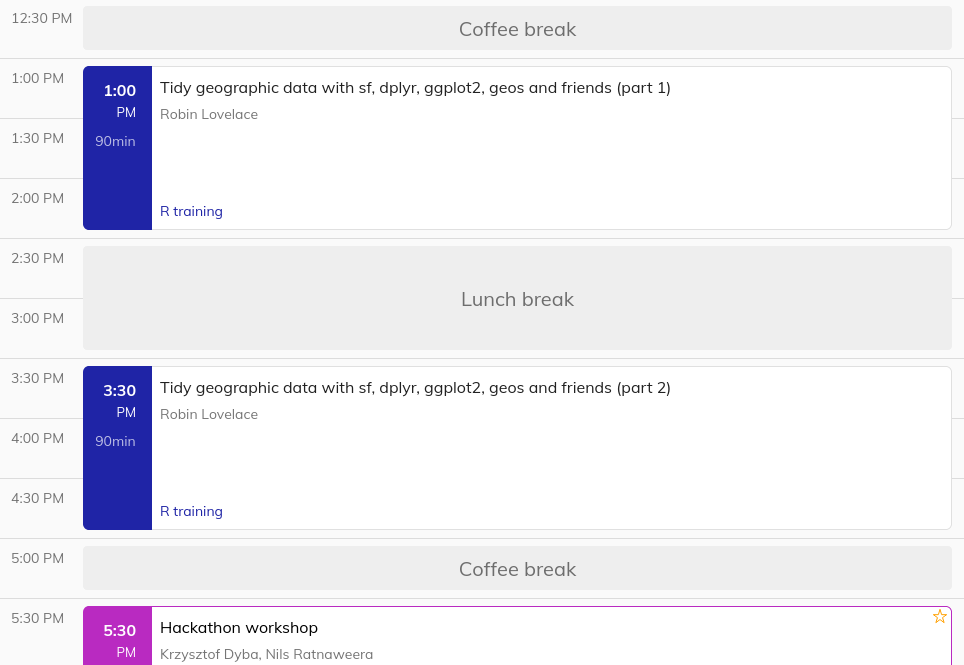 12:30 PM
Coffee break
1:00 PM
1:00
PM
90min
Tidy geographic data with sf, dplyr, ggplot2, geos and friends (part 1)
Robin Lovelace
R training
1:30 PM
2:00 PM
2:30 PM
Lunch break
3:00 PM
3:30 PM
3:30
PM
90min
Tidy geographic data with sf, dplyr, ggplot2, geos and friends (part 2)
Robin Lovelace
R training
4:00 PM
4:30 PM
5:00 PM
Coffee break
5:30 PM
5:30
PM
Hackathon workshop
Krzysztof Dyba, Nils Ratnaweera